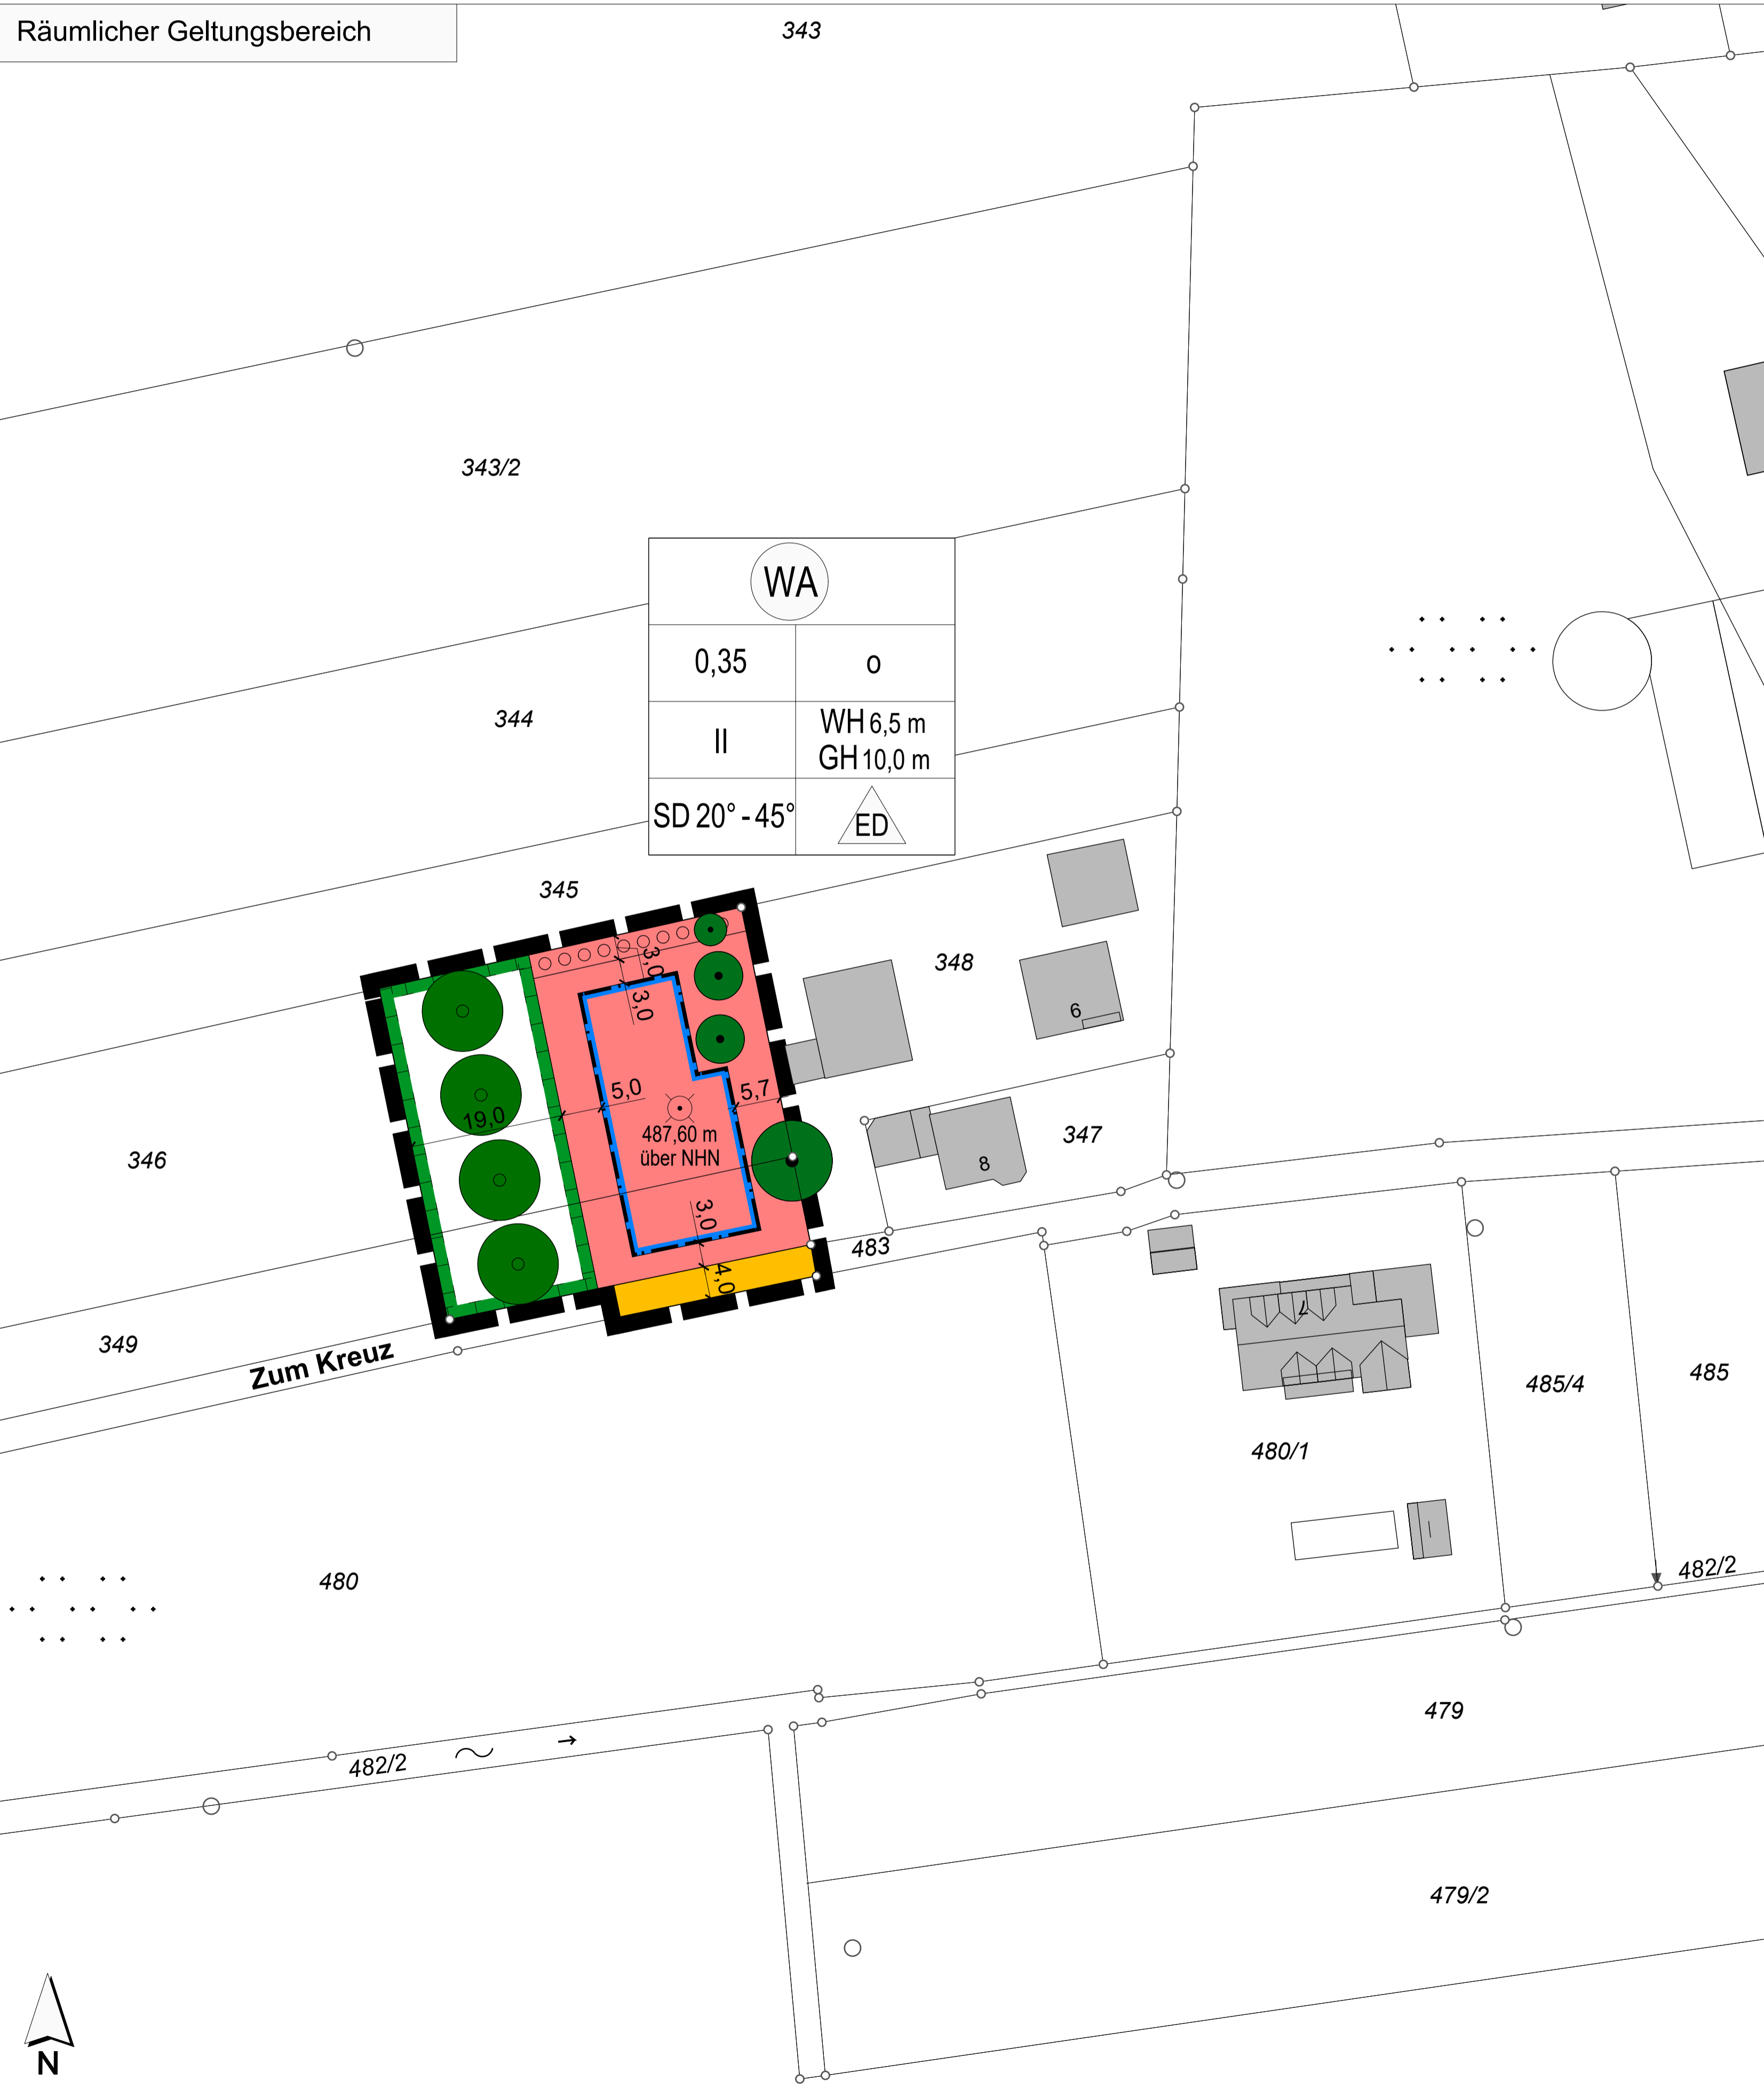 Räumlicher Geltungsbereich
343
343/2
WA
0,35
o
344
II
WH 6,5 m
GH 10,0 m
SD 20° - 45°
ED
345
348
3,0
3,0
6
5,0
5,7
19,0
487,60 m
über NHN
346
347
8
3,0
483
4,0
7
349
Zum Kreuz
485/4
485
480/1
I
480
482/2
479
482/2
479/2
N